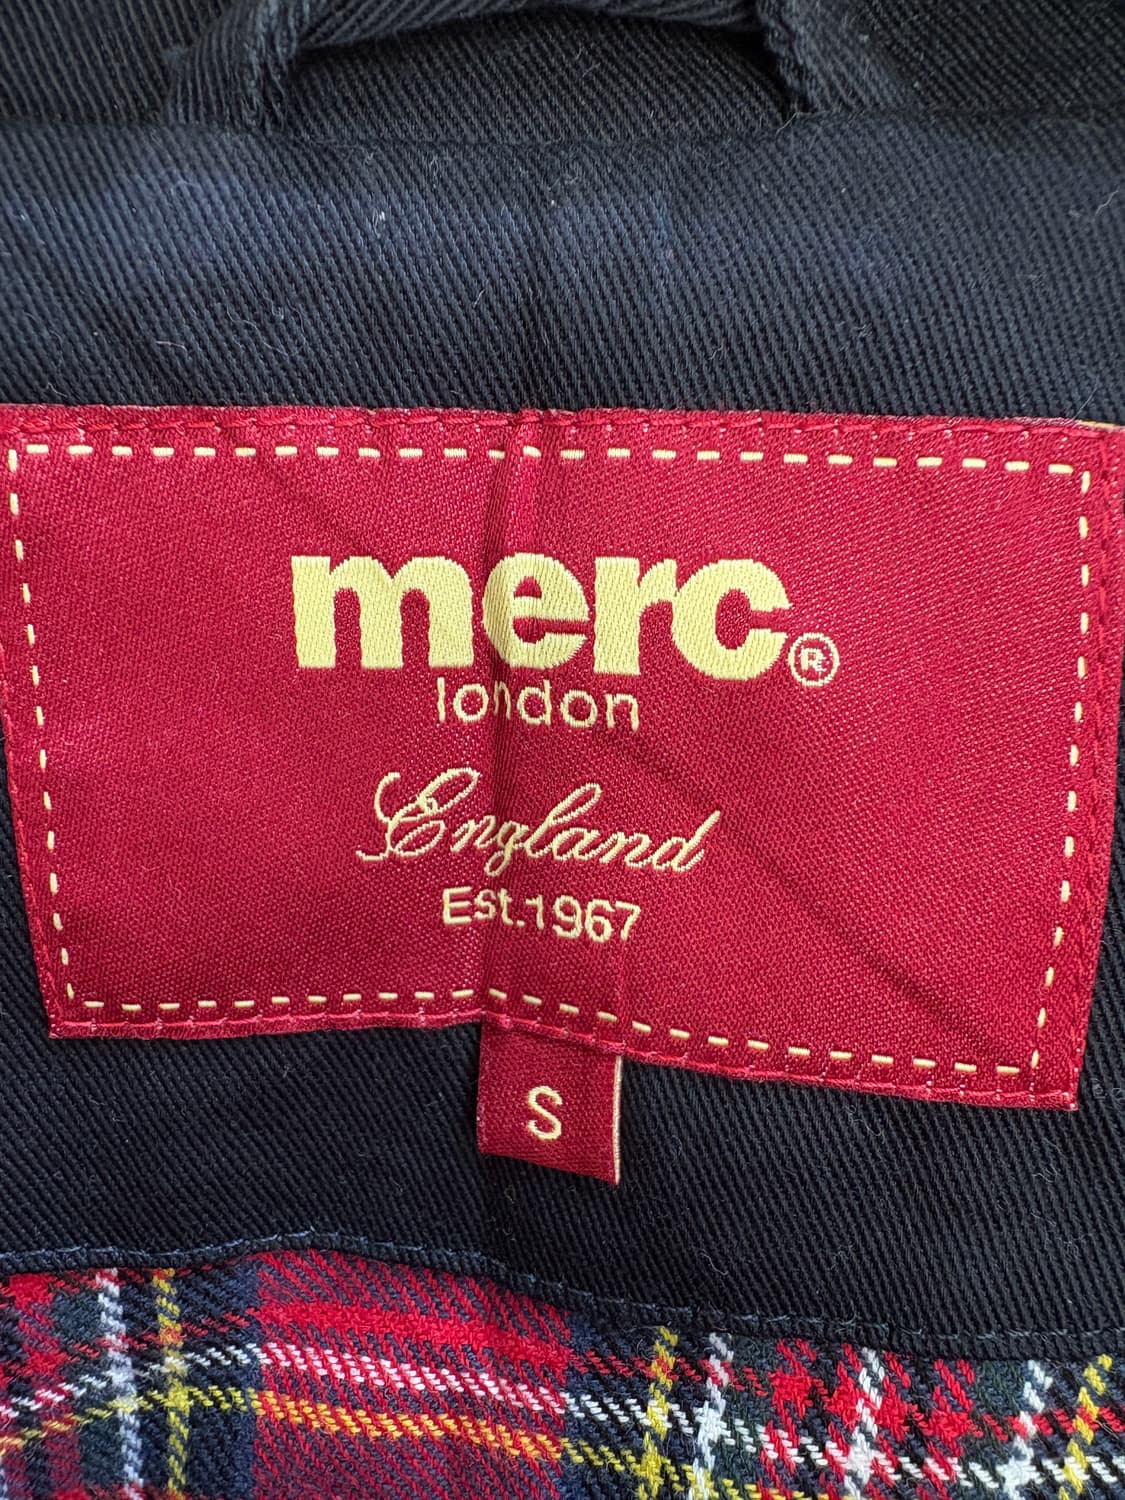 merc®
london
England
Est.1967
S